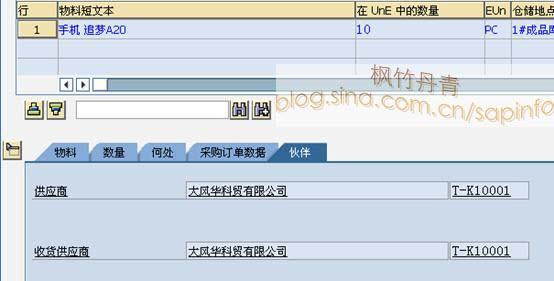 行 物料短文本 在 UnE 中的数量 EUn 仓储地点
1 手机 追梦A20 10 PC 1#成品库
枫竹丹青
blog.sina.com.cn/sapinfo
物料 数量 何处 采购订单数据 伙伴
供应商 大风华科贸有限公司 T-K10001
收货供应商 大风华科贸有限公司 T-K10001